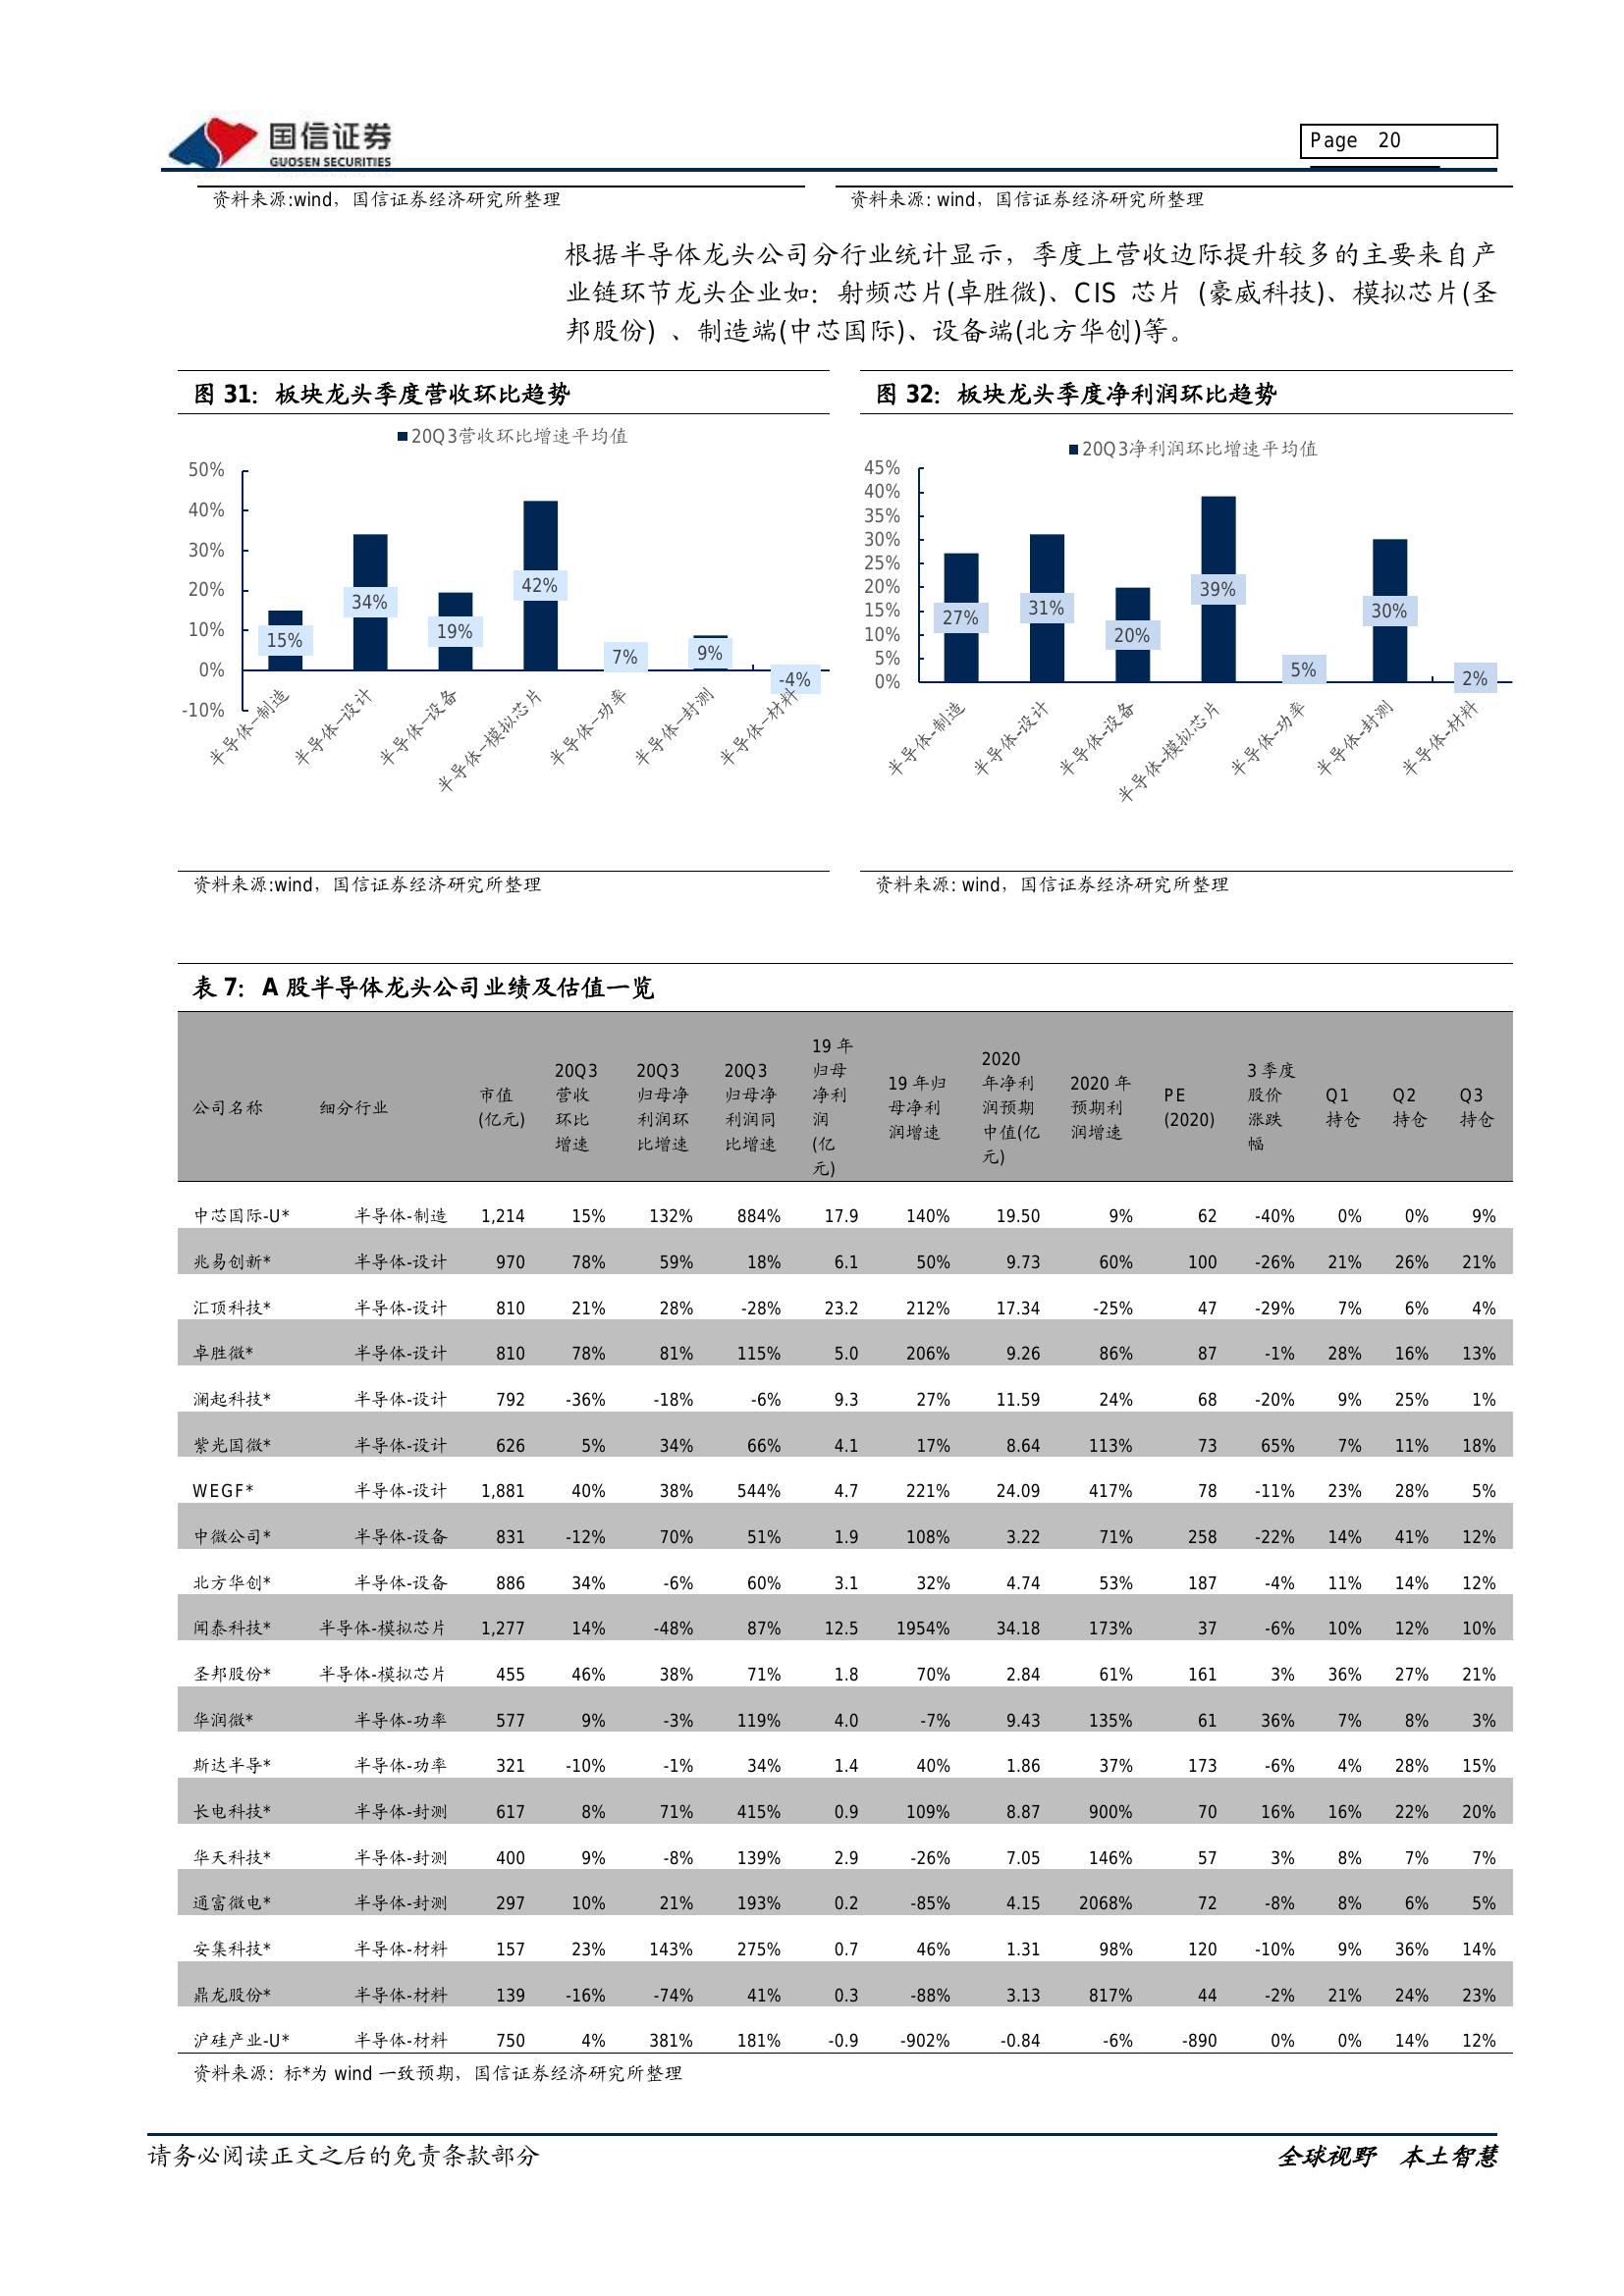 国信证券
GUOSEN SECURITIES
Page 20
资料来源:wind，国信证券经济研究所整理
资料来源: wind，国信证券经济研究所整理
根据半导体龙头公司分行业统计显示，季度上营收边际提升较多的主要来自产
业链环节龙头企业如：射频芯片(卓胜微)、CIS 芯片 (豪威科技)、模拟芯片(圣
邦股份) 、制造端(中芯国际)、设备端(北方华创)等。
图 31：板块龙头季度营收环比趋势
20Q3营收环比增速平均值
50%
40%
30%
20%
10%
0%
-10%
15%
34%
19%
42%
7%
9%
-4%
半导体-制造
半导体-设计
半导体-设备
半导体-模拟芯片
半导体-功率
半导体-封测
半导体-材料
资料来源:wind，国信证券经济研究所整理
图 32：板块龙头季度净利润环比趋势
20Q3净利润环比增速平均值
45%
40%
35%
30%
25%
20%
15%
10%
5%
0%
27%
31%
20%
39%
5%
30%
2%
半导体-制造
半导体-设计
半导体-设备
半导体-模拟芯片
半导体-功率
半导体-封测
半导体-材料
资料来源: wind，国信证券经济研究所整理
表 7：A 股半导体龙头公司业绩及估值一览
公司名称 细分行业 市值(亿元) 20Q3营收环比增速 20Q3归母净利润环比增速 20Q3归母净利润同比增速 19 年归母净利润(亿元) 19 年归母净利润增速 2020年净利润预期中值(亿元) 2020 年预期利润增速 PE(2020) 3 季度股价涨跌幅 Q1持仓 Q2持仓 Q3持仓
中芯国际-U* 半导体-制造 1,214 15% 132% 884% 17.9 140% 19.50 9% 62 -40% 0% 0% 9%
兆易创新* 半导体-设计 970 78% 59% 18% 6.1 50% 9.73 60% 100 -26% 21% 26% 21%
汇顶科技* 半导体-设计 810 21% 28% -28% 23.2 212% 17.34 -25% 47 -29% 7% 6% 4%
卓胜微* 半导体-设计 810 78% 81% 115% 5.0 206% 9.26 86% 87 -1% 28% 16% 13%
澜起科技* 半导体-设计 792 -36% -18% -6% 9.3 27% 11.59 24% 68 -20% 9% 25% 1%
紫光国微* 半导体-设计 626 5% 34% 66% 4.1 17% 8.64 113% 73 65% 7% 11% 18%
WEGF* 半导体-设计 1,881 40% 38% 544% 4.7 221% 24.09 417% 78 -11% 23% 28% 5%
中微公司* 半导体-设备 831 -12% 70% 51% 1.9 108% 3.22 71% 258 -22% 14% 41% 12%
北方华创* 半导体-设备 886 34% -6% 60% 3.1 32% 4.74 53% 187 -4% 11% 14% 12%
闻泰科技* 半导体-模拟芯片 1,277 14% -48% 87% 12.5 1954% 34.18 173% 37 -6% 10% 12% 10%
圣邦股份* 半导体-模拟芯片 455 46% 38% 71% 1.8 70% 2.84 61% 161 3% 36% 27% 21%
华润微* 半导体-功率 577 9% -3% 119% 4.0 -7% 9.43 135% 61 36% 7% 8% 3%
斯达半导* 半导体-功率 321 -10% -1% 34% 1.4 40% 1.86 37% 173 -6% 4% 28% 15%
长电科技* 半导体-封测 617 8% 71% 415% 0.9 109% 8.87 900% 70 16% 16% 22% 20%
华天科技* 半导体-封测 400 9% -8% 139% 2.9 -26% 7.05 146% 57 3% 8% 7% 7%
通富微电* 半导体-封测 297 10% 21% 193% 0.2 -85% 4.15 2068% 72 -8% 8% 6% 5%
安集科技* 半导体-材料 157 23% 143% 275% 0.7 46% 1.31 98% 120 -10% 9% 36% 14%
鼎龙股份* 半导体-材料 139 -16% -74% 41% 0.3 -88% 3.13 817% 44 -2% 21% 24% 23%
沪硅产业-U* 半导体-材料 750 4% 381% 181% -0.9 -902% -0.84 -6% -890 0% 0% 14% 12%
资料来源：标*为 wind 一致预期，国信证券经济研究所整理
请务必阅读正文之后的免责条款部分
全球视野 本土智慧